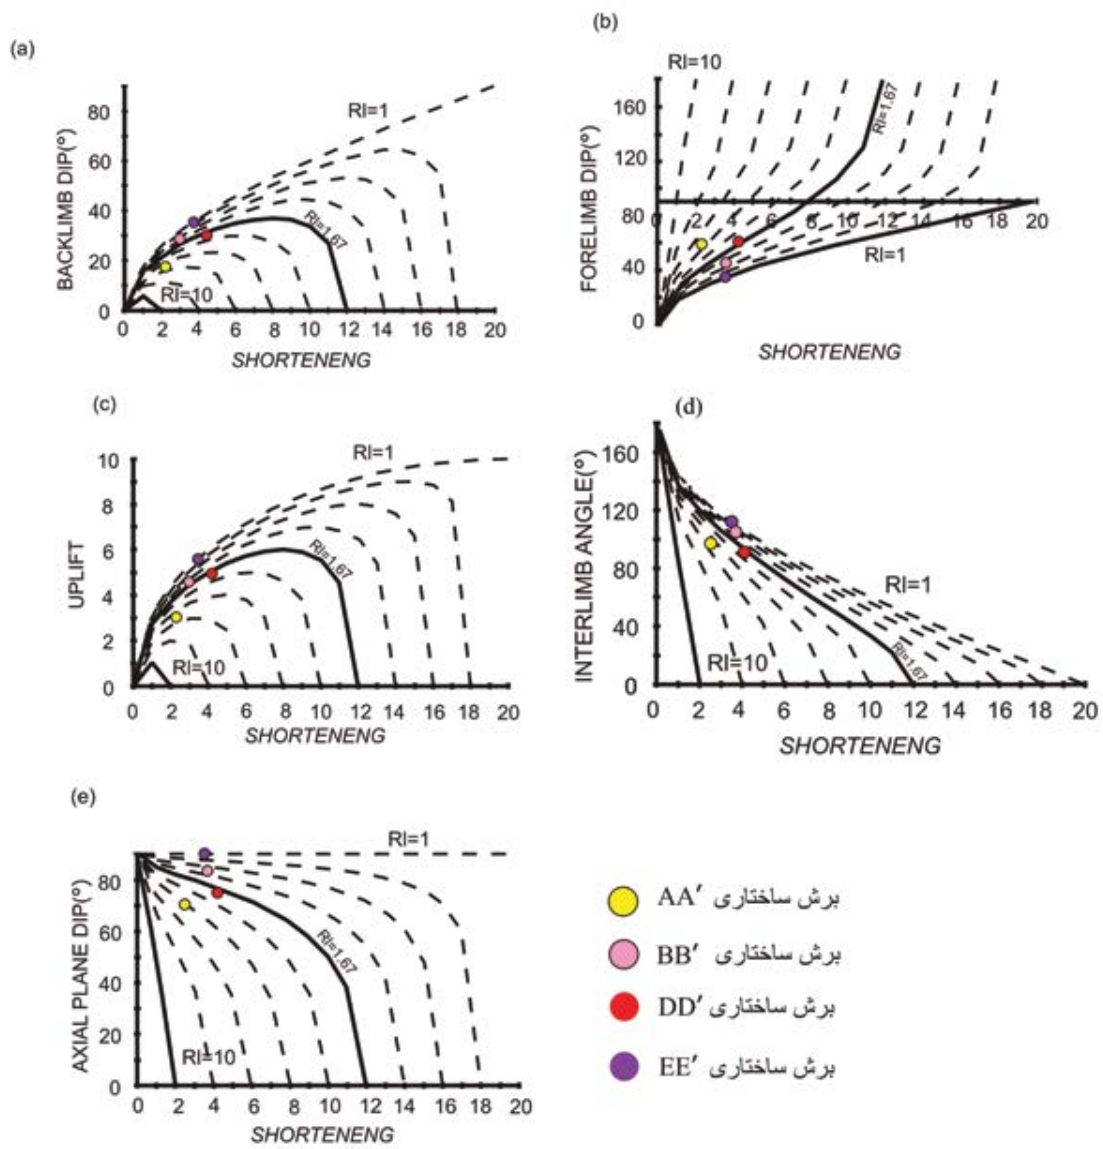 (a)
BACKLIMB DIP(°)
80
60
40
20
0
RI=1
RI=1.67
RI=10
0 2 4 6 8 10 12 14 16 18 20
SHORTENENG
(b)
FORELIMB DIP(°)
RI=10
160
120
80
40
0
RI=1.67
0 2 4 6 8 10 12 14 16 18 20
RI=1
SHORTENENG
(c)
UPLIFT
10
8
6
4
2
0
RI=1
RI=1.67
RI=10
0 2 4 6 8 10 12 14 16 18 20
SHORTENENG
(d)
INTERLIMB ANGLE(°)
160
120
80
40
0
RI=1
RI=10
RI=1.67
0 2 4 6 8 10 12 14 16 18 20
SHORTENENG
(e)
AXIAL PLANE DIP(°)
80
60
40
20
0
RI=1
RI=1.67
RI=10
0 2 4 6 8 10 12 14 16 18 20
SHORTENENG
برش ساختاری AA′
برش ساختاری BB′
برش ساختاری DD′
برش ساختاری EE′